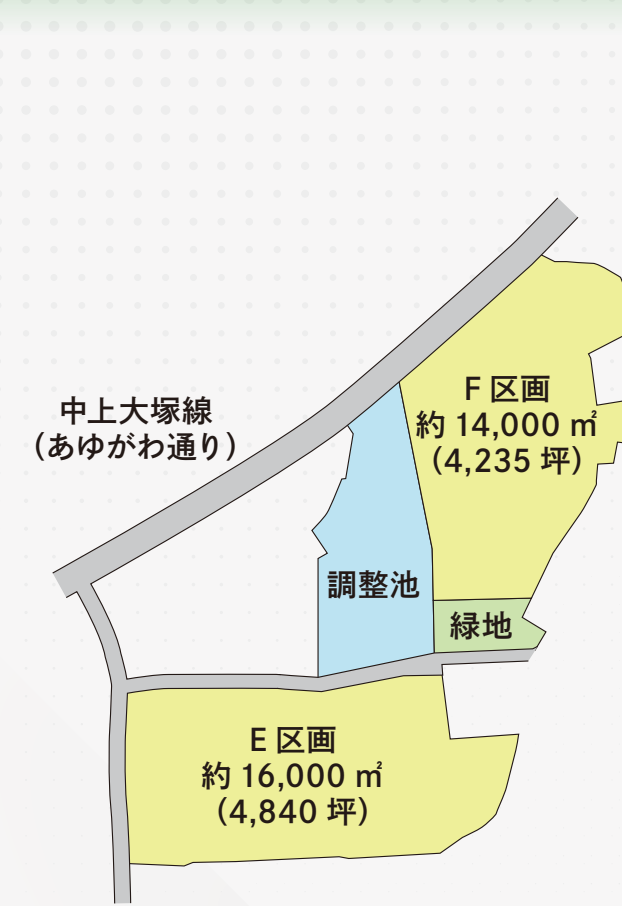 中上大塚線
（あゆがわ通り）
F 区画
約 14,000 ㎡
（4,235 坪）
調整池
緑地
E 区画
約 16,000 ㎡
（4,840 坪）